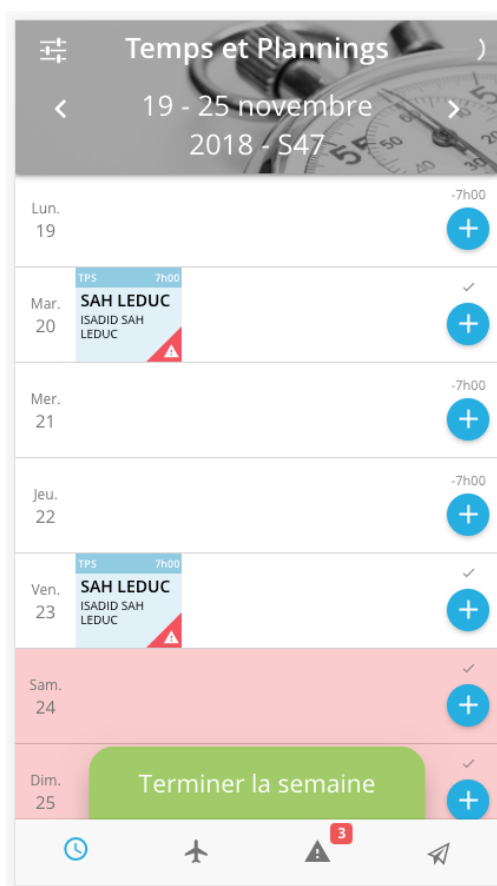 Temps et Plannings
19 - 25 novembre
2018 - S47
-7h00
Lun.
19
TPS 7h00
Mar.
20
SAH LEDUC
ISADID SAH
LEDUC
-7h00
Mer.
21
-7h00
Jeu.
22
TPS 7h00
Ven.
23
SAH LEDUC
ISADID SAH
LEDUC
Sam.
24
Dim.
25
Terminer la semaine
3